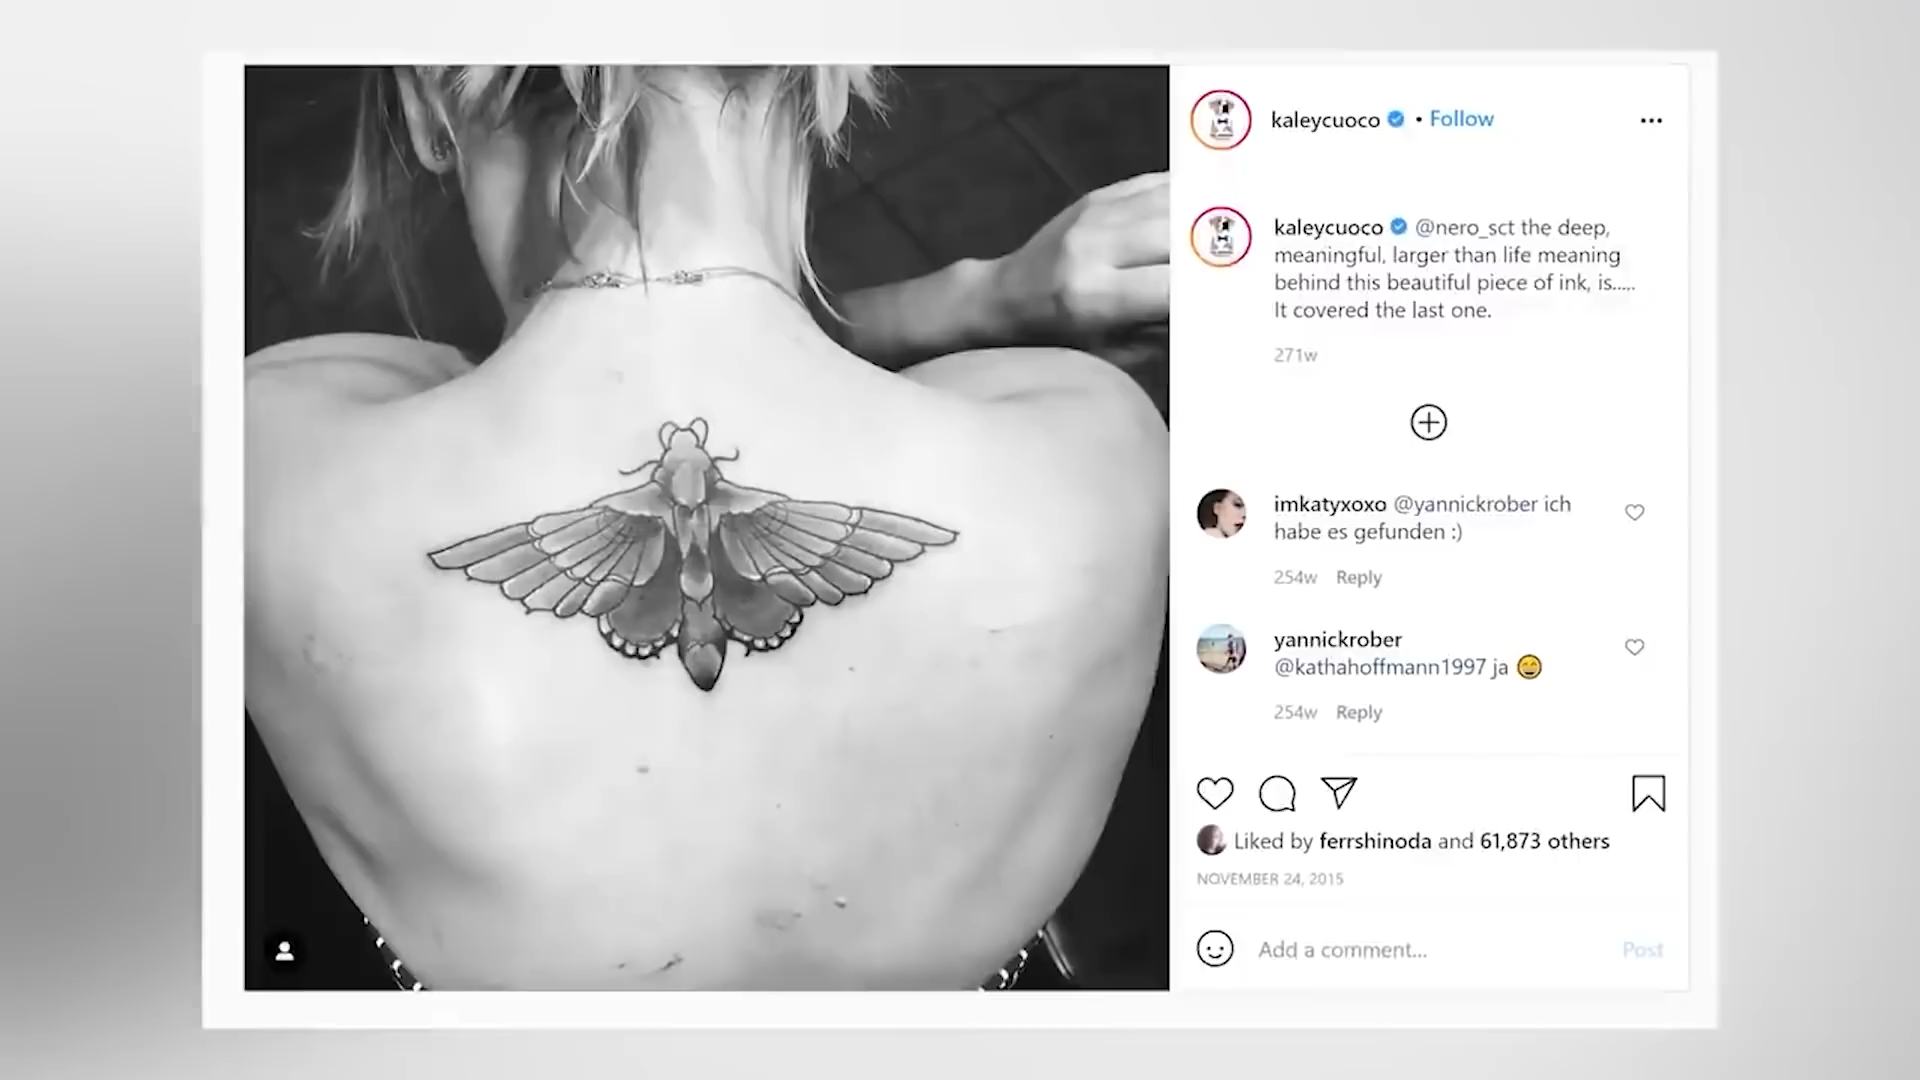 kaleycuoco • Follow
kaleycuoco @nero_sct the deep,
meaningful, larger than life meaning
behind this beautiful piece of ink, is.....
It covered the last one.
271w
imkatyxoxo @yannickrober ich
habe es gefunden :)
254w Reply
yannickrober
@kathahoffmann1997 ja 😄
254w Reply
Liked by ferrshinoda and 61,873 others
NOVEMBER 24, 2015
Add a comment... Post